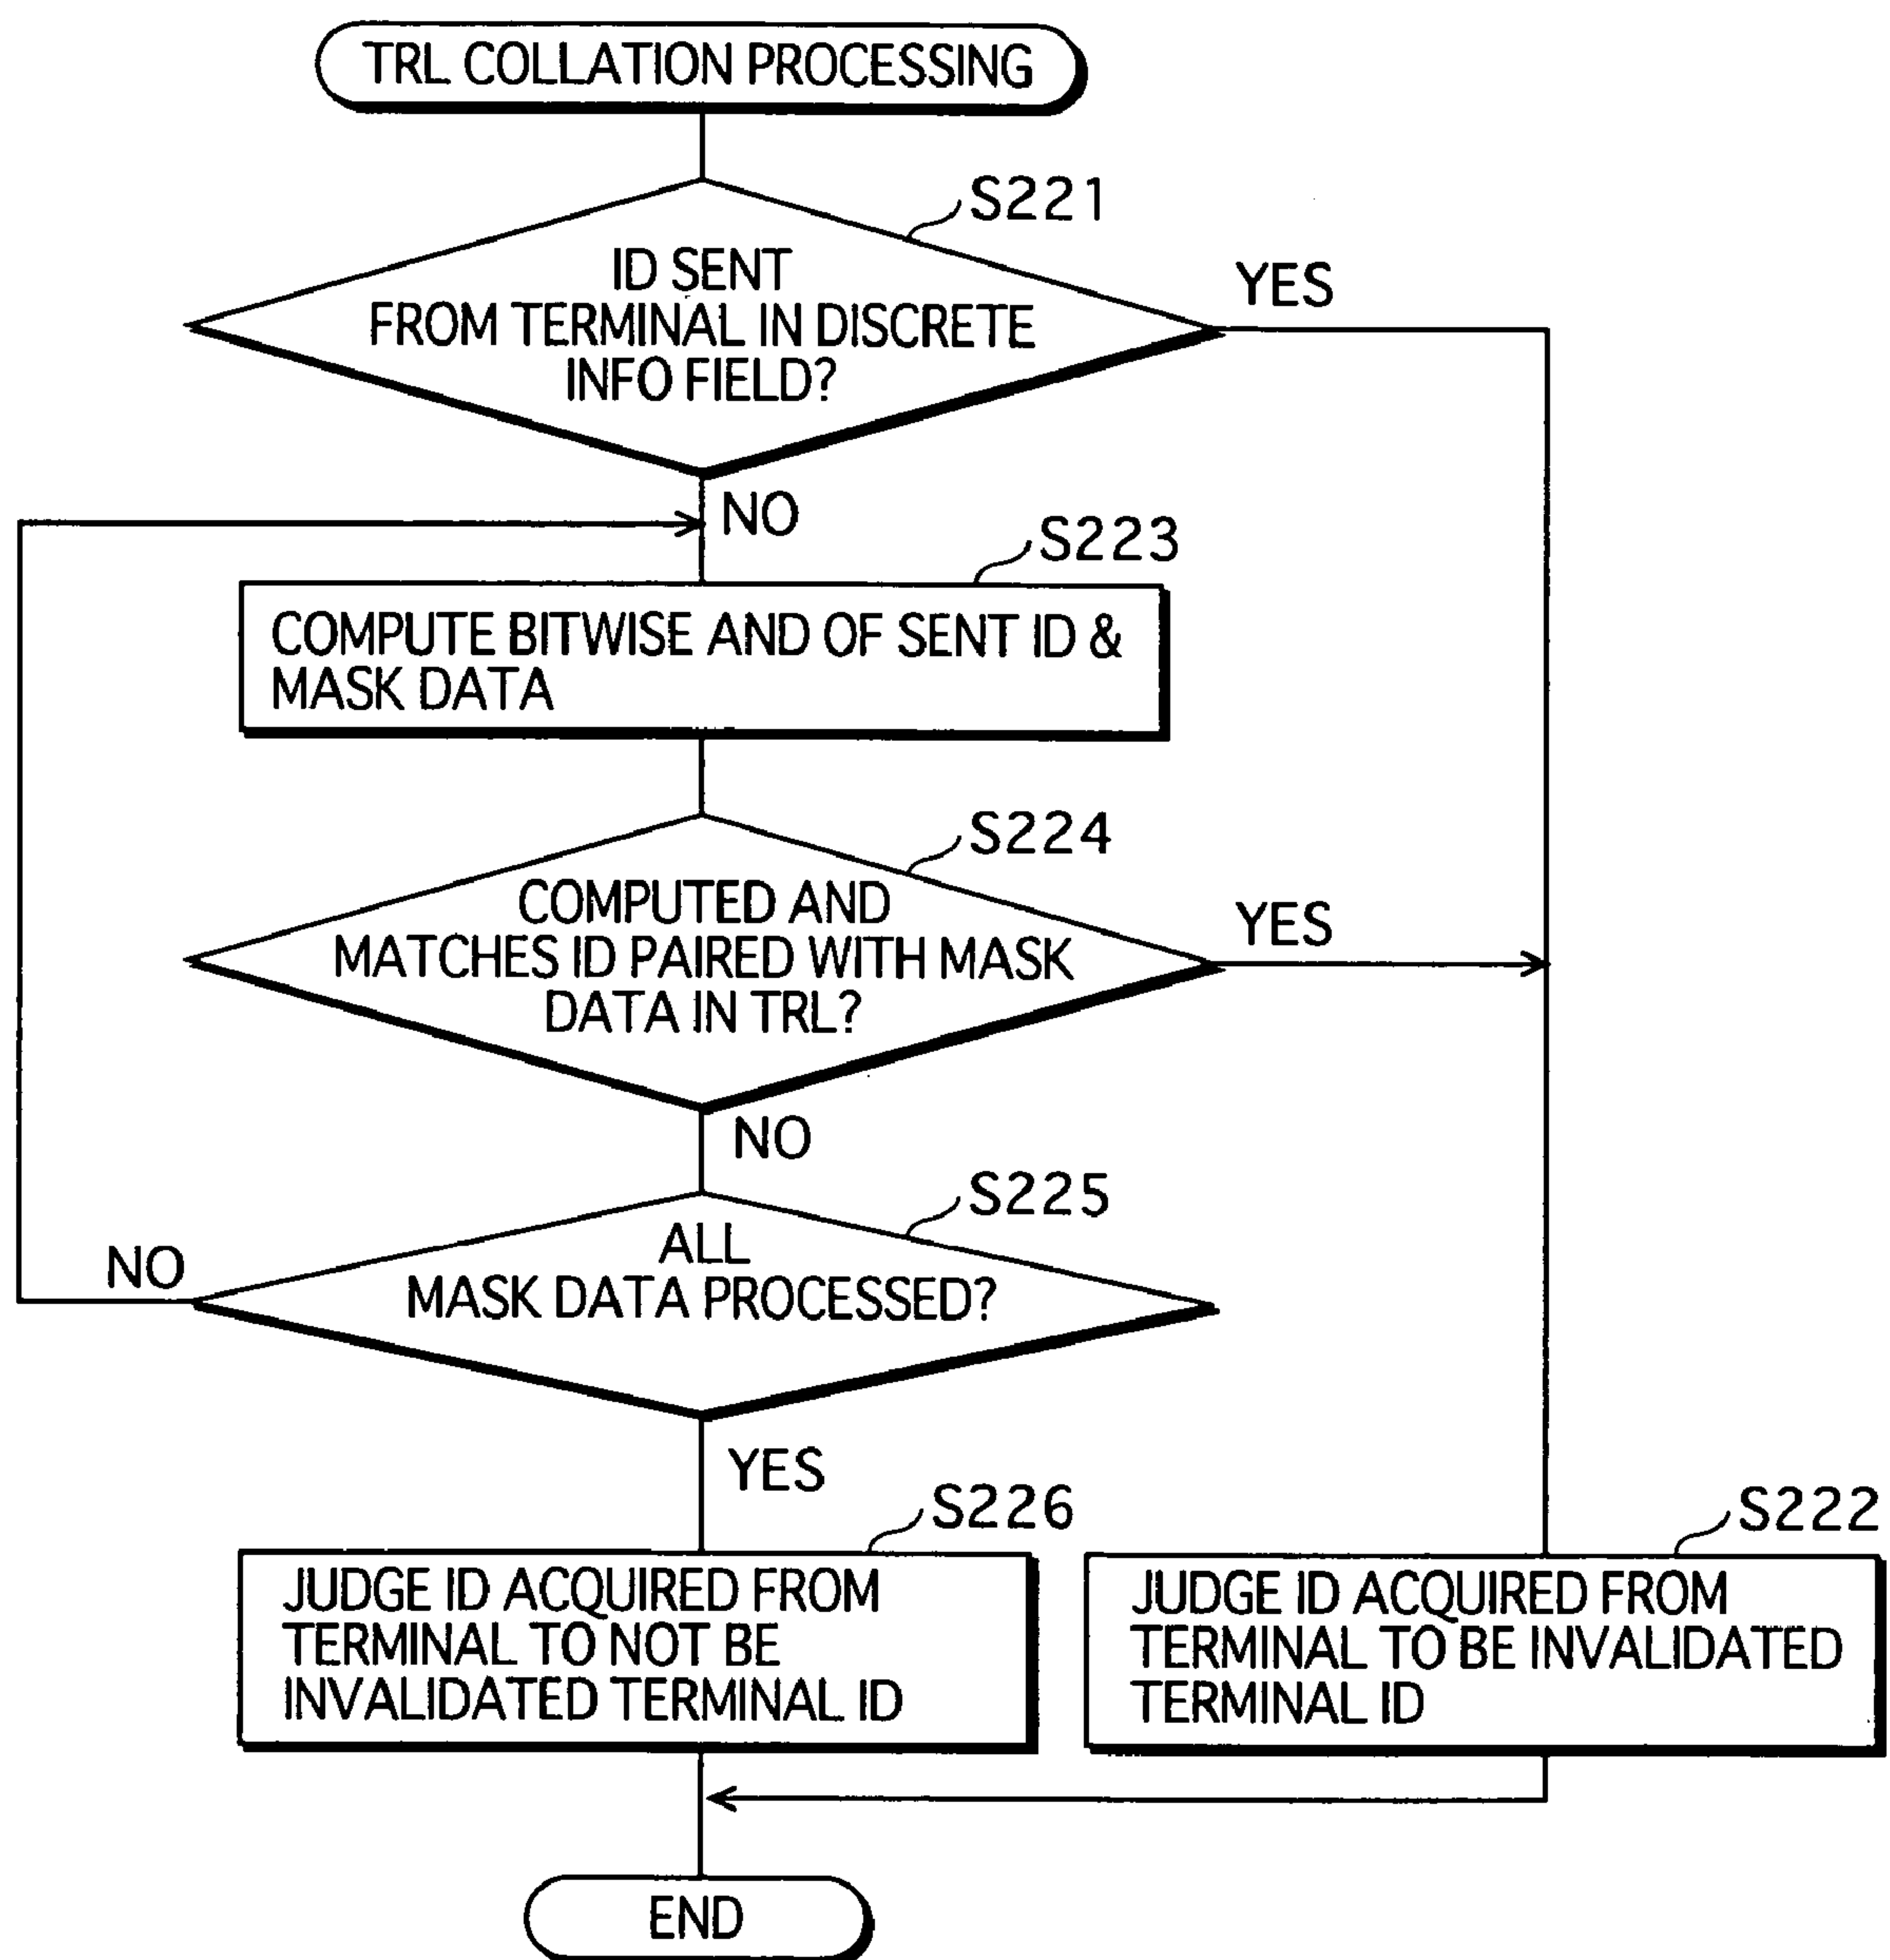 TRL COLLATION PROCESSING
S221
ID SENT
FROM TERMINAL IN DISCRETE
INFO FIELD?
YES
NO
S223
COMPUTE BITWISE AND OF SENT ID &
MASK DATA
S224
COMPUTED AND
MATCHES ID PAIRED WITH MASK
DATA IN TRL?
YES
NO
S225
ALL
MASK DATA PROCESSED?
NO
YES
S226
JUDGE ID ACQUIRED FROM
TERMINAL TO NOT BE
INVALIDATED TERMINAL ID
S222
JUDGE ID ACQUIRED FROM
TERMINAL TO BE INVALIDATED
TERMINAL ID
END